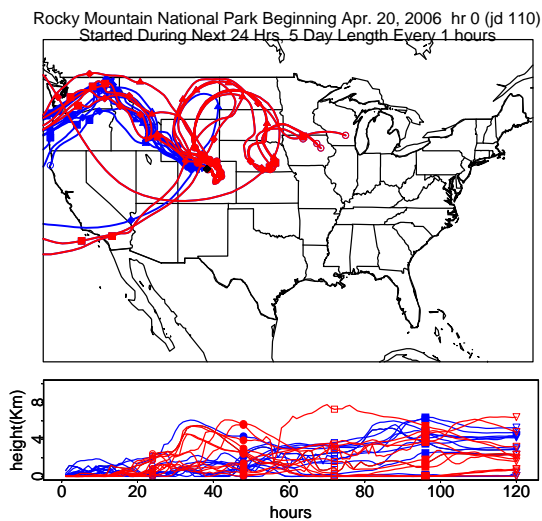 Rocky Mountain National Park Beginning Apr. 20, 2006 hr 0 (jd 110)
Started During Next 24 Hrs, 5 Day Length Every 1 hours
height(Km)
8
4
0
0 20 40 60 80 100 120
hours